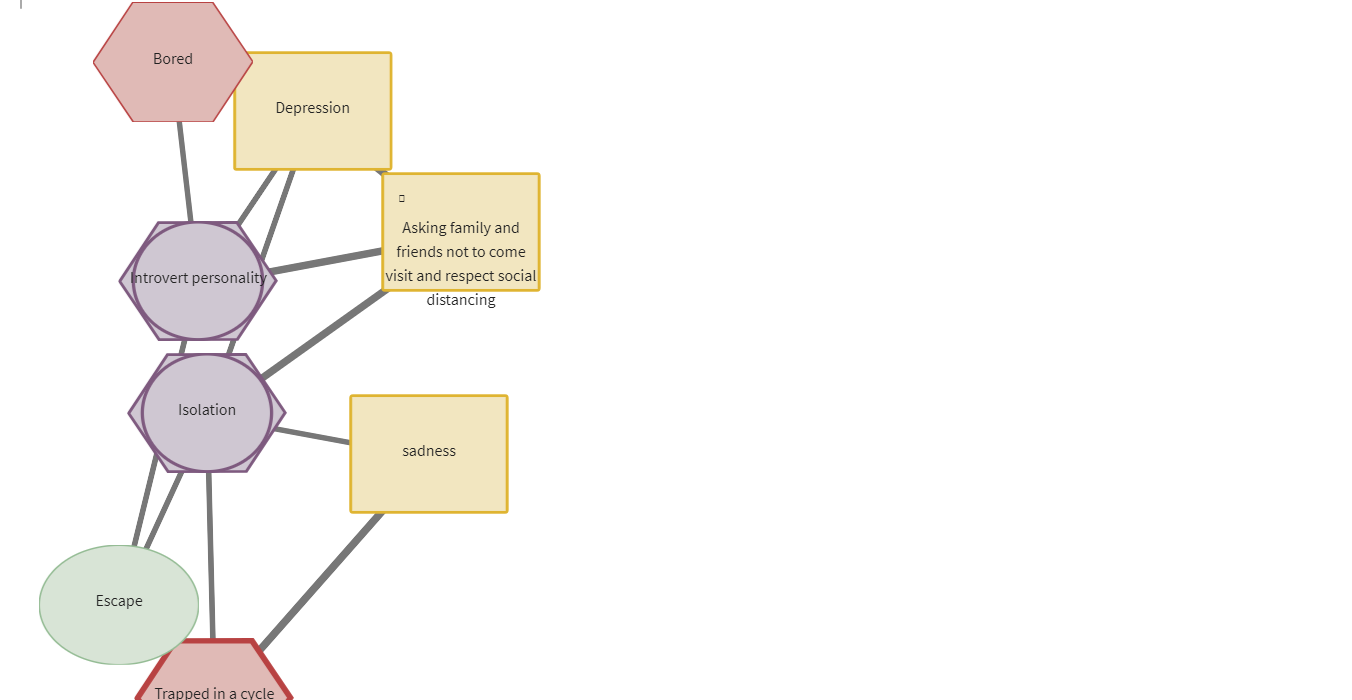 Bored
Depression
Asking family and
friends not to come
visit and respect social
distancing
Introvert personality
Isolation
sadness
Escape
Trapped in a cycle